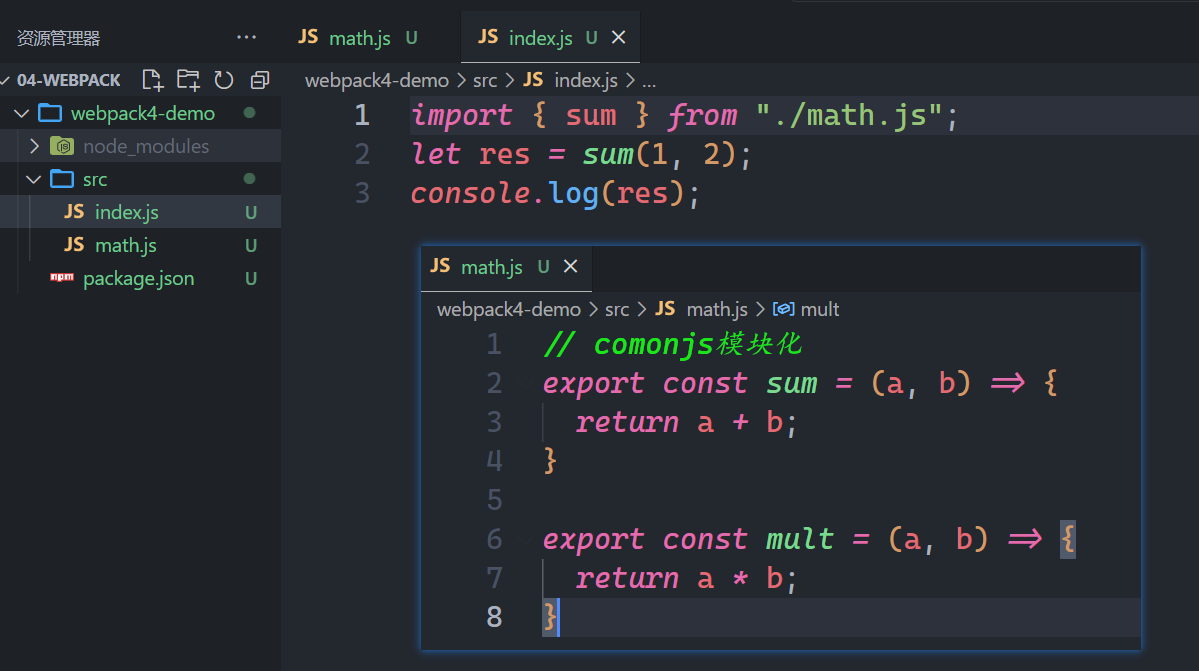 资源管理器 ...
04-WEBPACK
webpack4-demo
node_modules
src
JS index.js U
JS math.js U
npm package.json U
JS math.js U JS index.js U ×
webpack4-demo > src > JS index.js > ...
1 import { sum } from "./math.js";
2 let res = sum(1, 2);
3 console.log(res);
JS math.js U ×
webpack4-demo > src > JS math.js > mult
1 // comonjs模块化
2 export const sum = (a, b) => {
3 return a + b;
4 }
5
6 export const mult = (a, b) => {
7 return a * b;
8 }